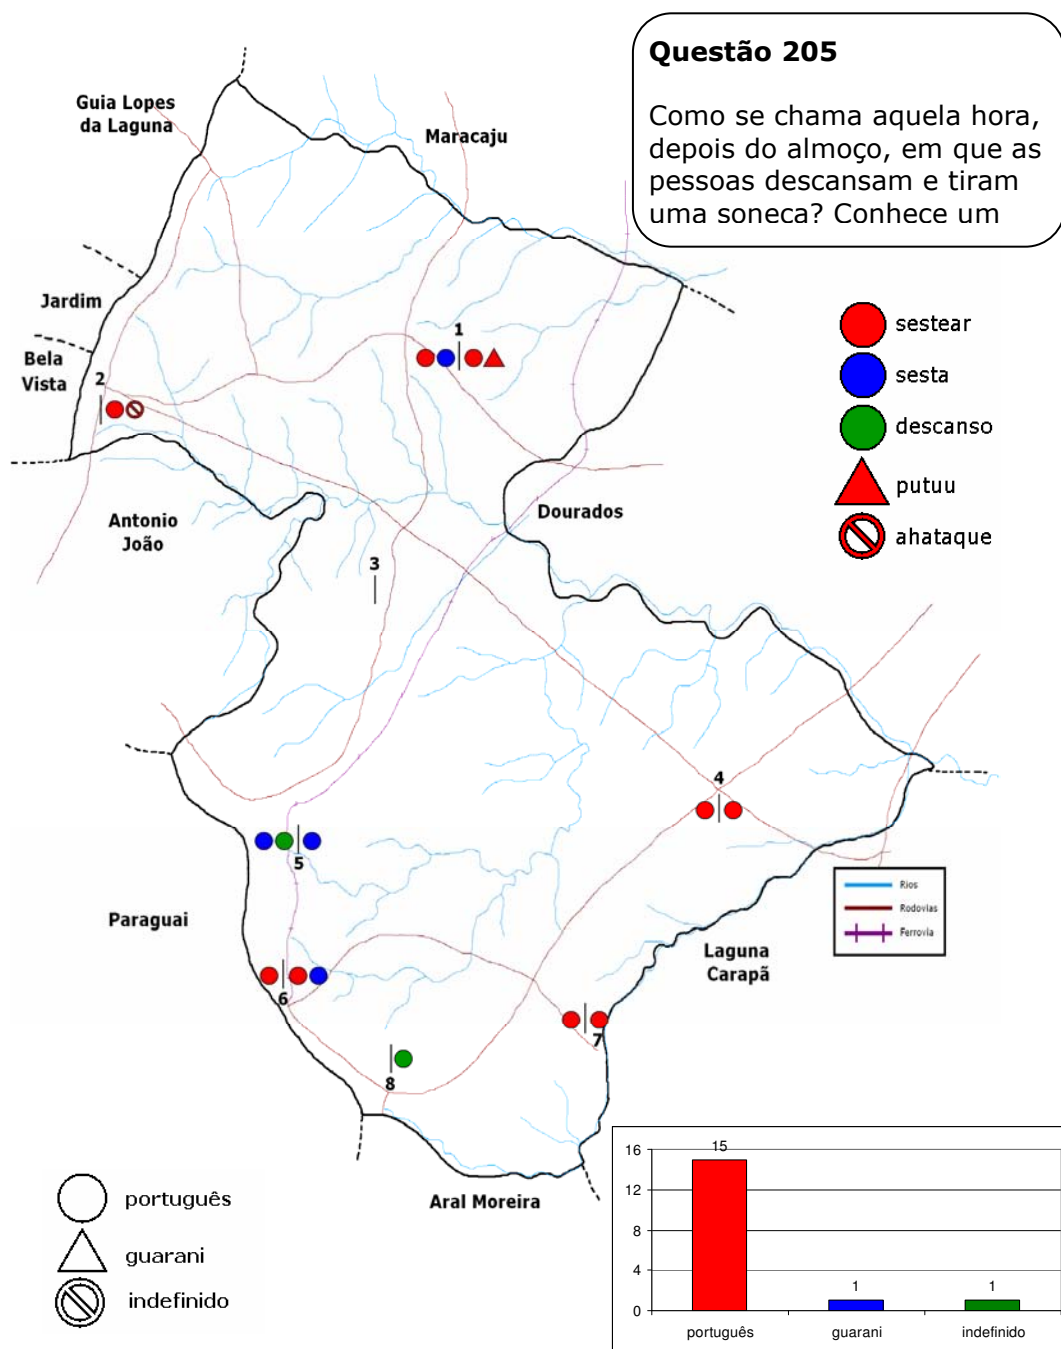 Questão 205
Como se chama aquela hora,
depois do almoço, em que as
pessoas descansam e tiram
uma soneca? Conhece um
Guia Lopes
da Laguna
Maracaju
Jardim
Bela
Vista
2
1
sestear
sesta
descanso
putuu
ahataque
Antonio
João
Dourados
3
4
5
Paraguai
Rios
Rodovias
Ferrovia
Laguna
Carapã
6
7
8
Aral Moreira
português
guarani
indefinido
16
12
8
4
0
15
1
1
português
guarani
indefinido